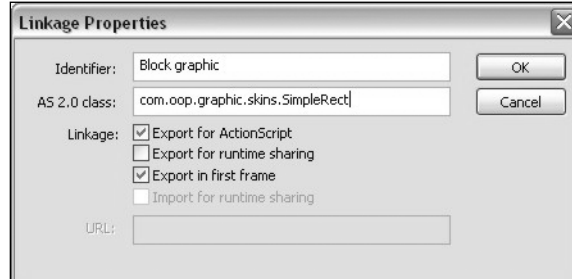 Linkage Properties
Identifier: Block graphic OK
AS 2.0 class: com.oop.graphic.skins.SimpleRect Cancel
Linkage: Export for ActionScript
Export for runtime sharing
Export in first frame
Import for runtime sharing
URL: